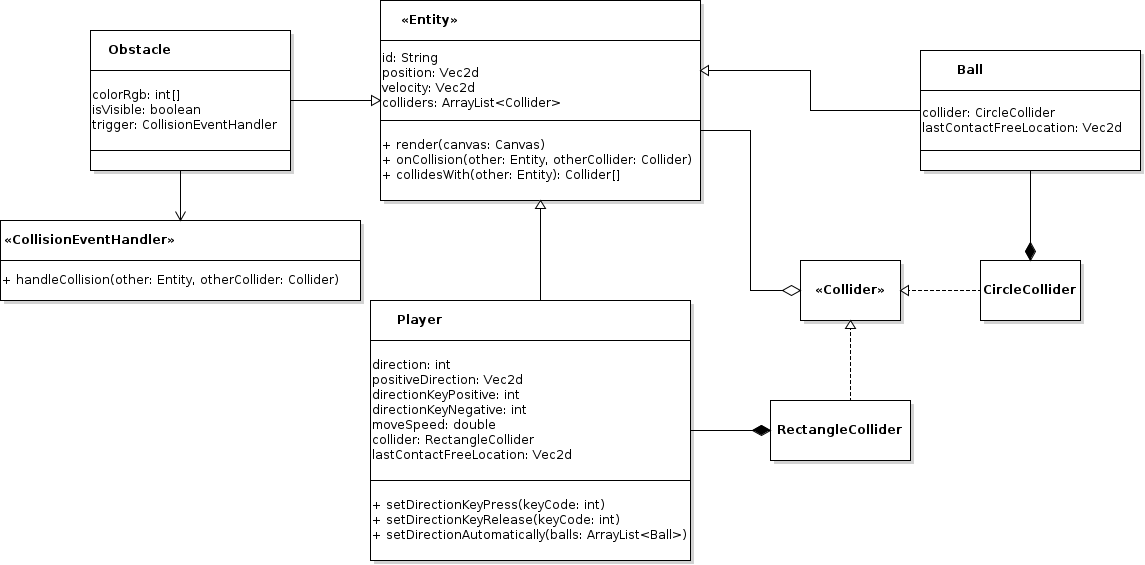 Obstacle
colorRgb: int[]
isVisible: boolean
trigger: CollisionEventHandler
«Entity»
id: String
position: Vec2d
velocity: Vec2d
colliders: ArrayList<Collider>
+ render(canvas: Canvas)
+ onCollision(other: Entity, otherCollider: Collider)
+ collidesWith(other: Entity): Collider[]
Ball
collider: CircleCollider
lastContactFreeLocation: Vec2d
«CollisionEventHandler»
+ handleCollision(other: Entity, otherCollider: Collider)
«Collider»
CircleCollider
Player
direction: int
positiveDirection: Vec2d
directionKeyPositive: int
directionKeyNegative: int
moveSpeed: double
collider: RectangleCollider
lastContactFreeLocation: Vec2d
+ setDirectionKeyPress(keyCode: int)
+ setDirectionKeyRelease(keyCode: int)
+ setDirectionAutomatically(balls: ArrayList<Ball>)
RectangleCollider